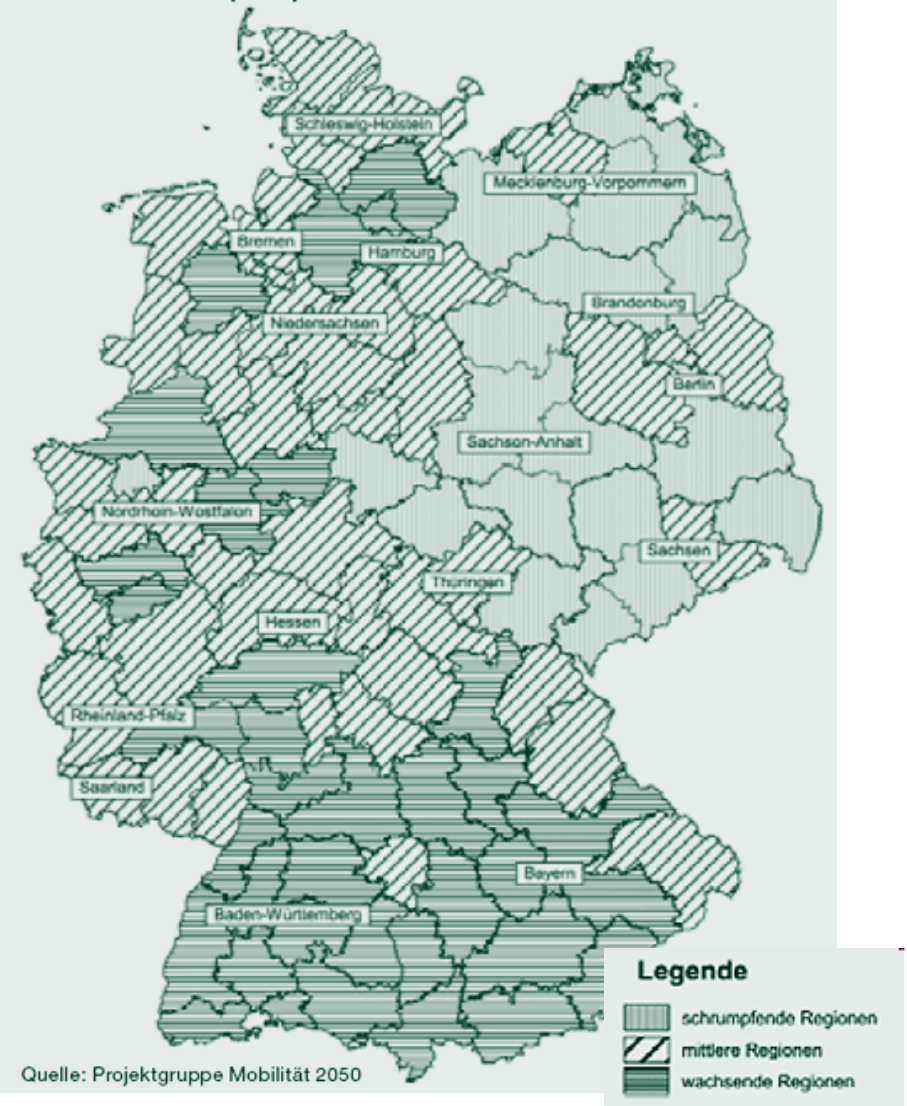 Schleswig-Holstein
Mecklenburg-Vorpommern
Bremen
Hamburg
Brandenburg
Niedersachsen
Berlin
Sachsen-Anhalt
Nordrhein-Westfalen
Sachsen
Thüringen
Hessen
Rheinland-Pfalz
Saarland
Bayern
Baden-Württemberg
Legende
schrumpfende Regionen
mittlere Regionen
wachsende Regionen
Quelle: Projektgruppe Mobilität 2050